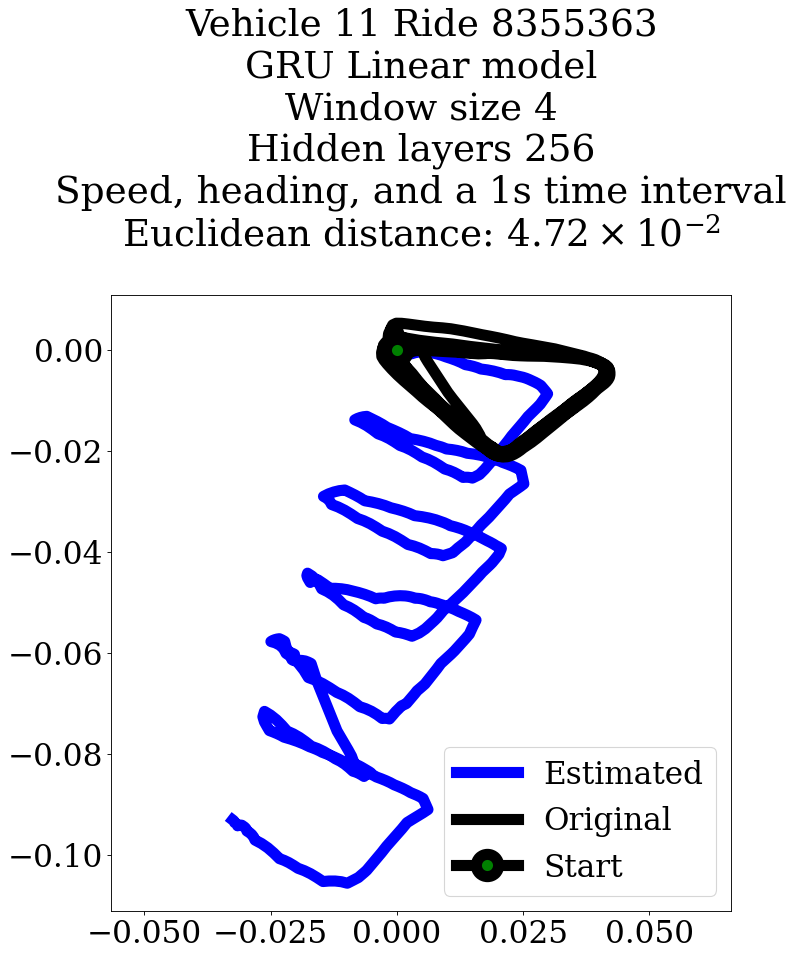 Vehicle 11 Ride 8355363
GRU Linear model
Window size 4
Hidden layers 256
Speed, heading, and a 1s time interval
Euclidean distance: 4.72 × 10⁻²
0.00
−0.02
−0.04
−0.06
−0.08
−0.10
Estimated
Original
Start
−0.050 −0.025 0.000 0.025 0.050